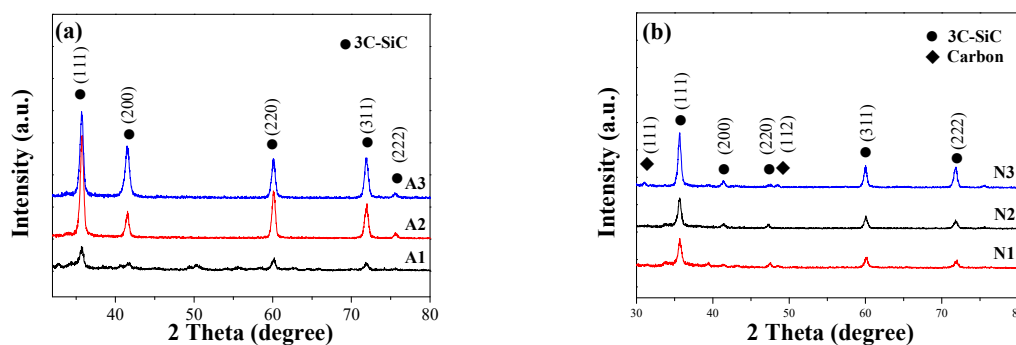 (a)
● 3C-SiC
(111)
(200)
(220)
(311)
(222)
A3
A2
A1
Intensity (a.u.)
40 50 60 70 80
2 Theta (degree)
(b)
● 3C-SiC
◆ Carbon
(111)
(111)
(200)
(220)
(112)
(311)
(222)
N3
N2
N1
Intensity (a.u.)
30 40 50 60 70 80
2 Theta (degree)